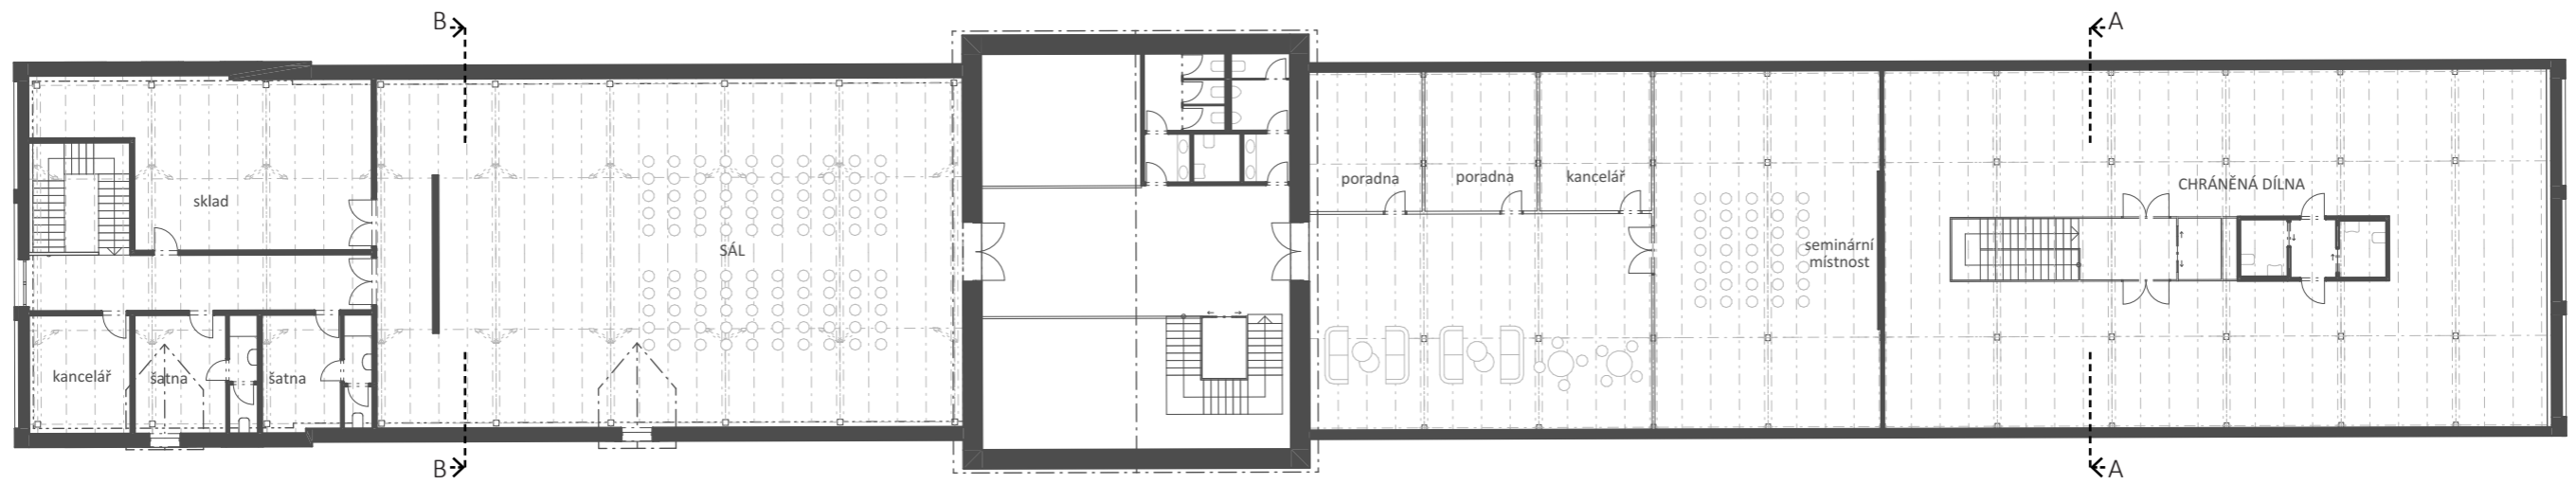 B
A
poradna
poradna
kancelář
CHRÁNĚNÁ DÍLNA
sklad
SÁL
seminární
místnost
kancelář
šatna
šatna
B
A